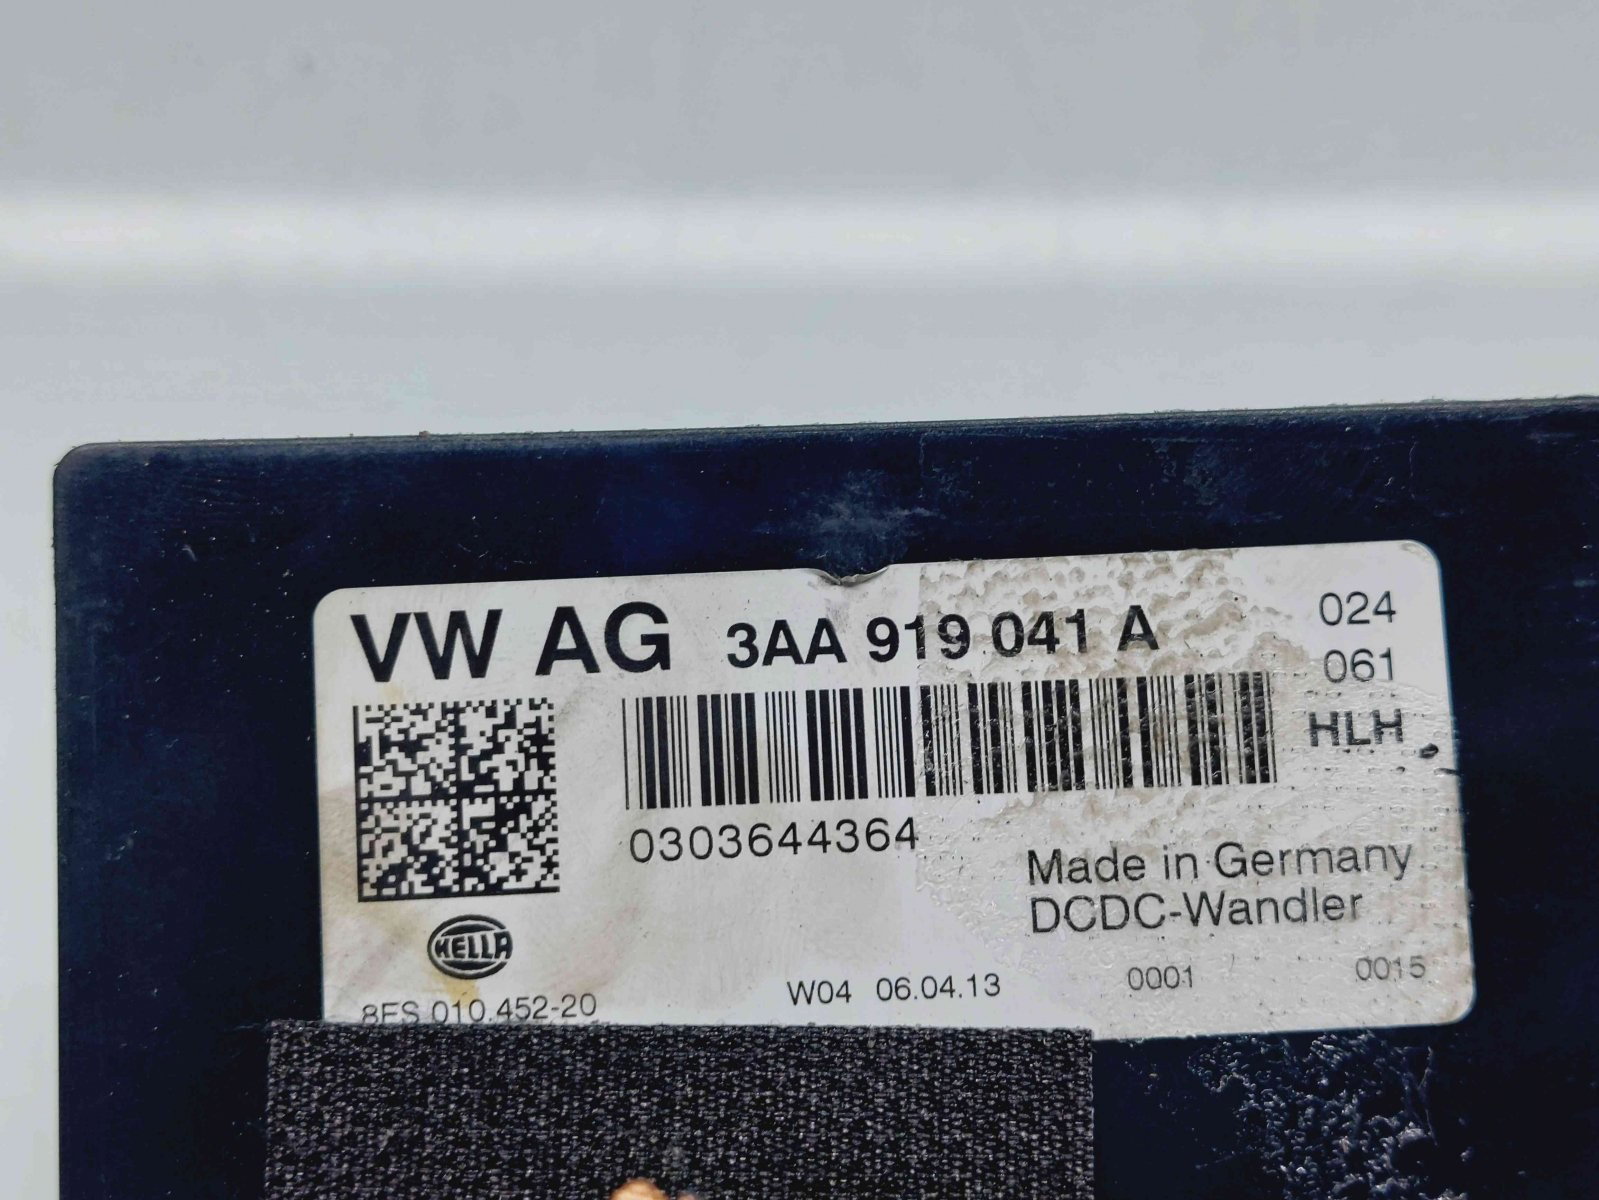 VW AG 3AA 919 041 A
024
061
HLH
0303644364
Made in Germany
DCDC-Wandler
HELLA
8ES 010.452-20
W04 06.04.13
0001
0015